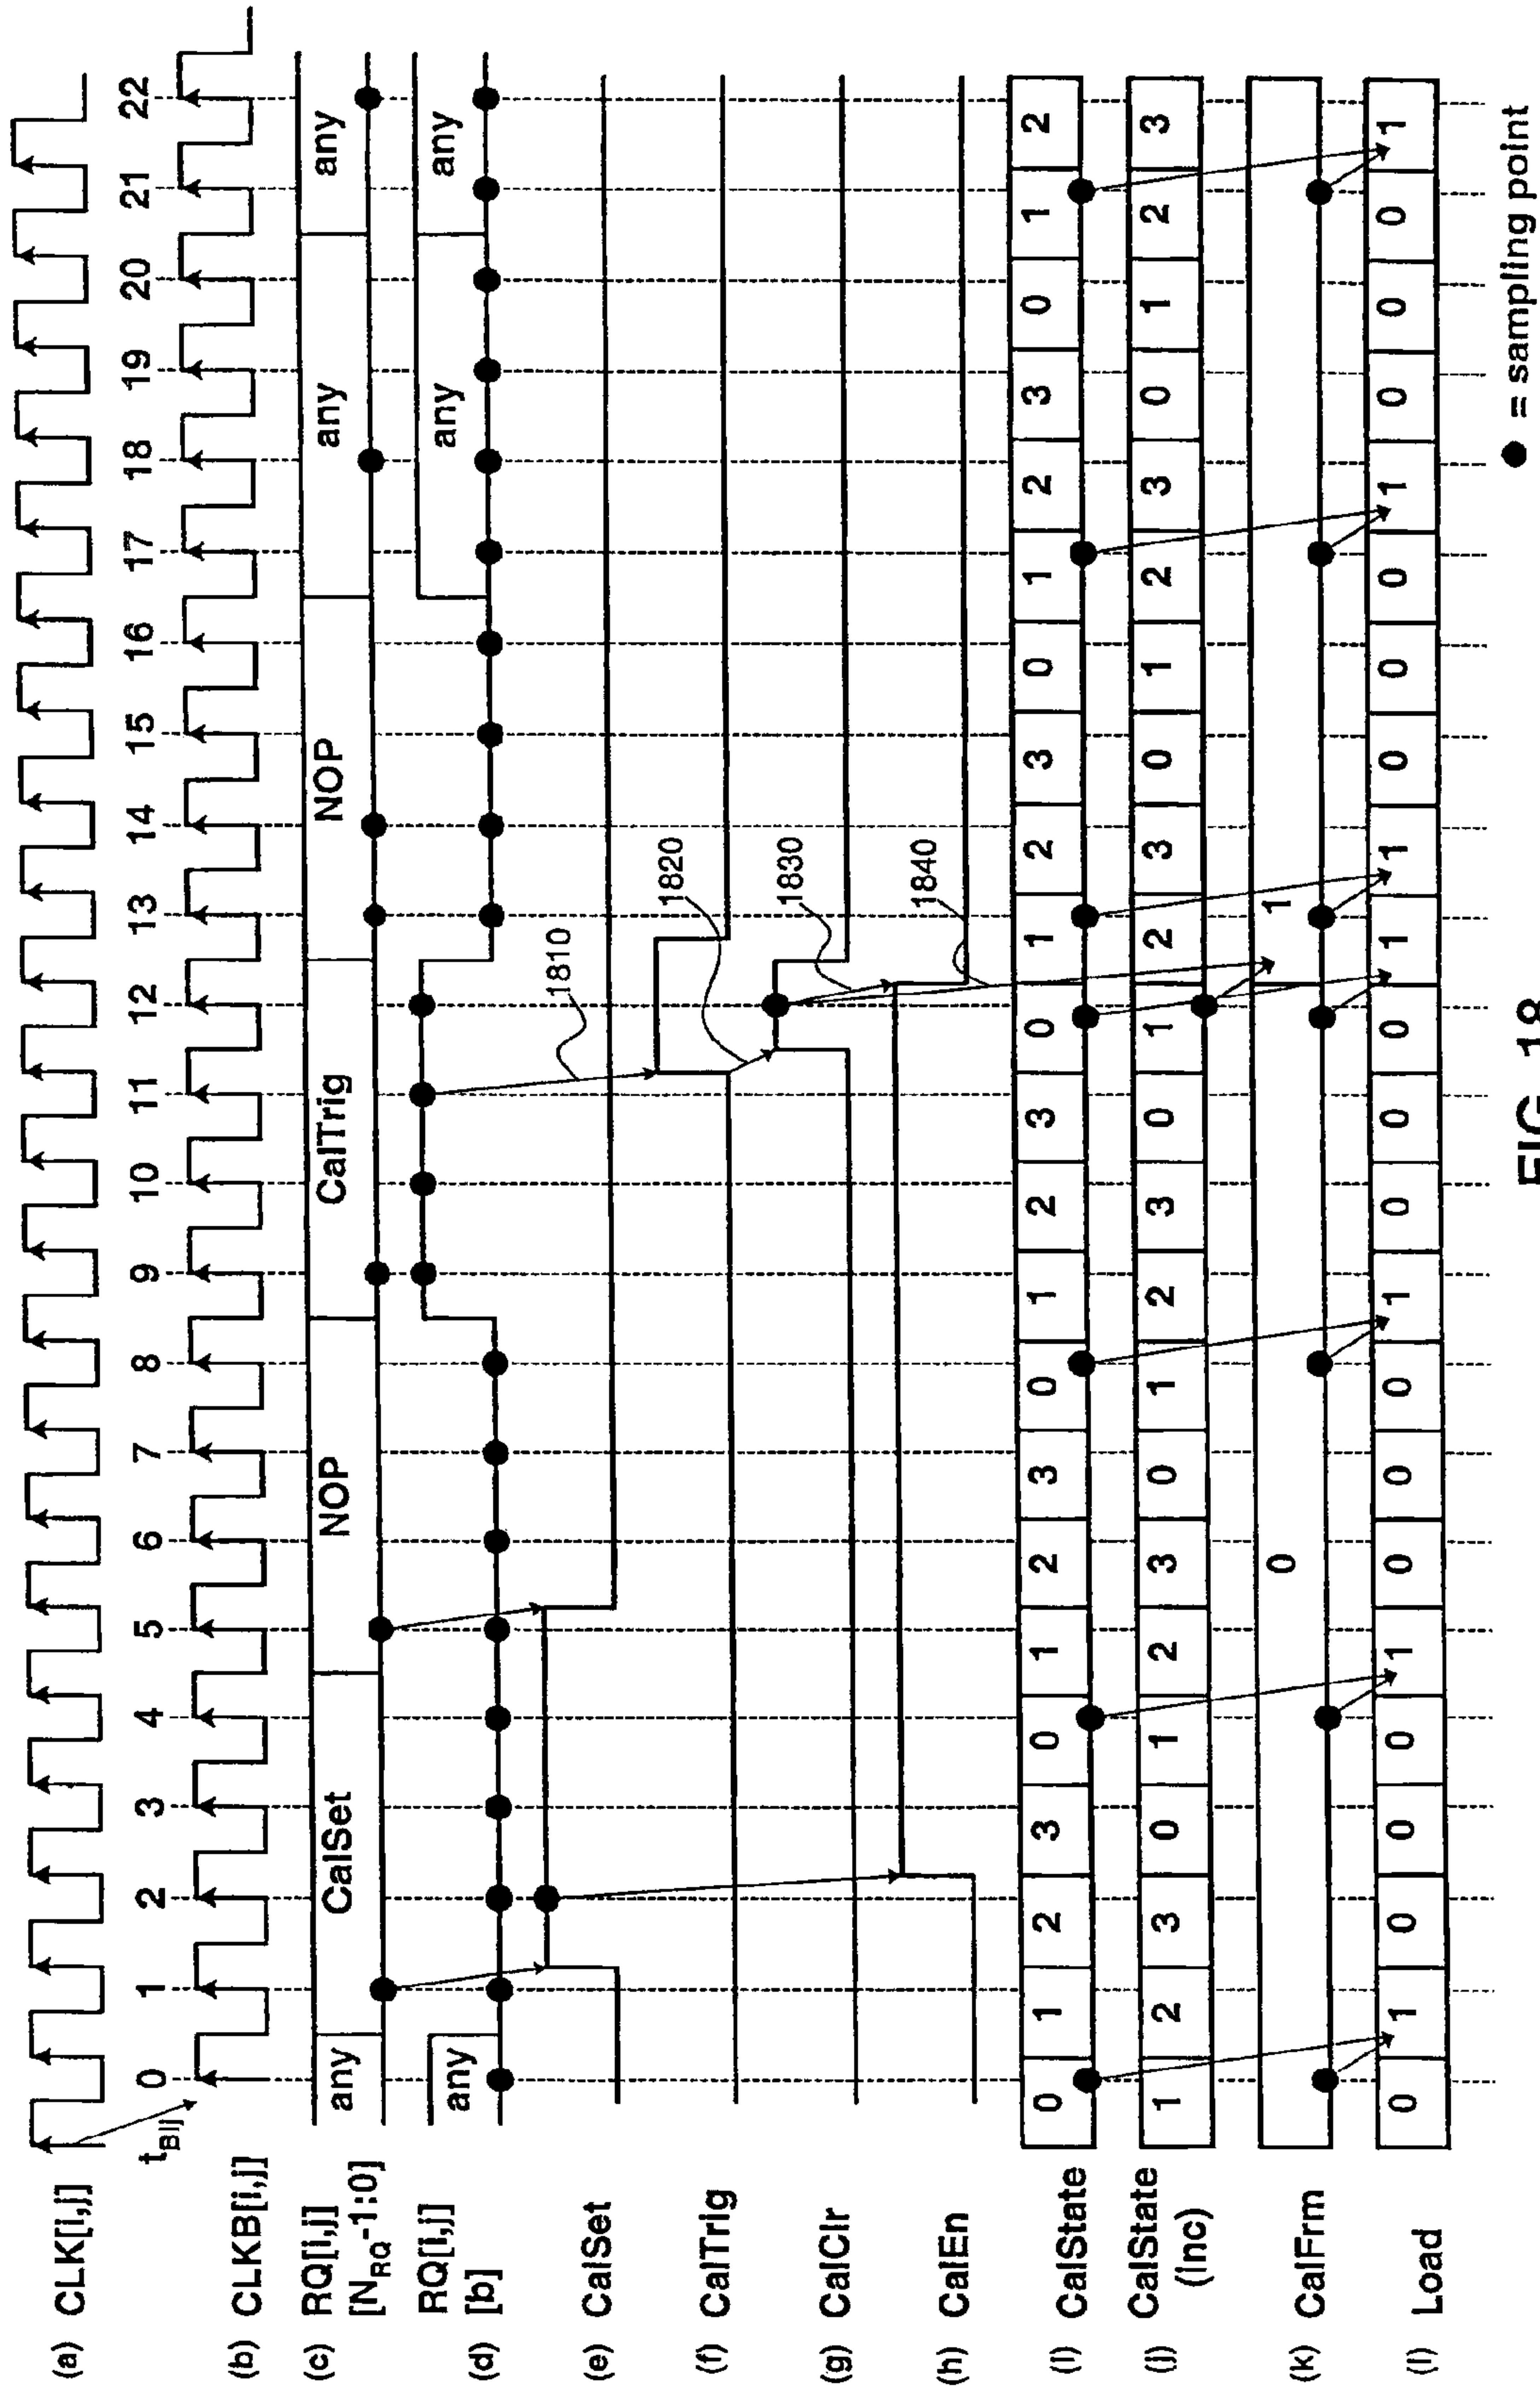 (a) CLK[i,j]
tBij 0 1 2 3 4 5 6 7 8 9 10 11 12 13 14 15 16 17 18 19 20 21 22
(b) CLKB[i,j]
(c) RQ[i,j] [NRQ-1:0] any CalSet NOP CalTrig NOP any any
(d) RQ[i,j] [b] any any any
(e) CalSet
1810
(f) CalTrig
1820
(g) CalClr
1830
(h) CalEn
1840
(i) CalState 0 1 2 3 0 1 2 3 0 1 2 3 0 1 2 3 0 1 2 3 0 1 2
(j) CalState (Inc) 1 2 3 0 1 2 3 0 1 2 3 0 1 2 3 0 1 2 3 0 1 2 3
(k) CalFrm 0 1
(l) Load 0 1 0 0 0 1 0 0 0 1 0 0 0 1 1 0 0 0 1 0 0 0 1
● = sampling point
FIG. 18